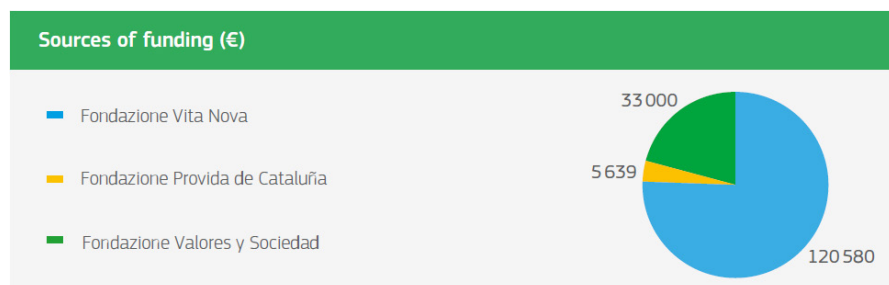 Sources of funding (€)
Fondazione Vita Nova
Fondazione Provida de Cataluña
Fondazione Valores y Sociedad
33 000
5 639
120 580